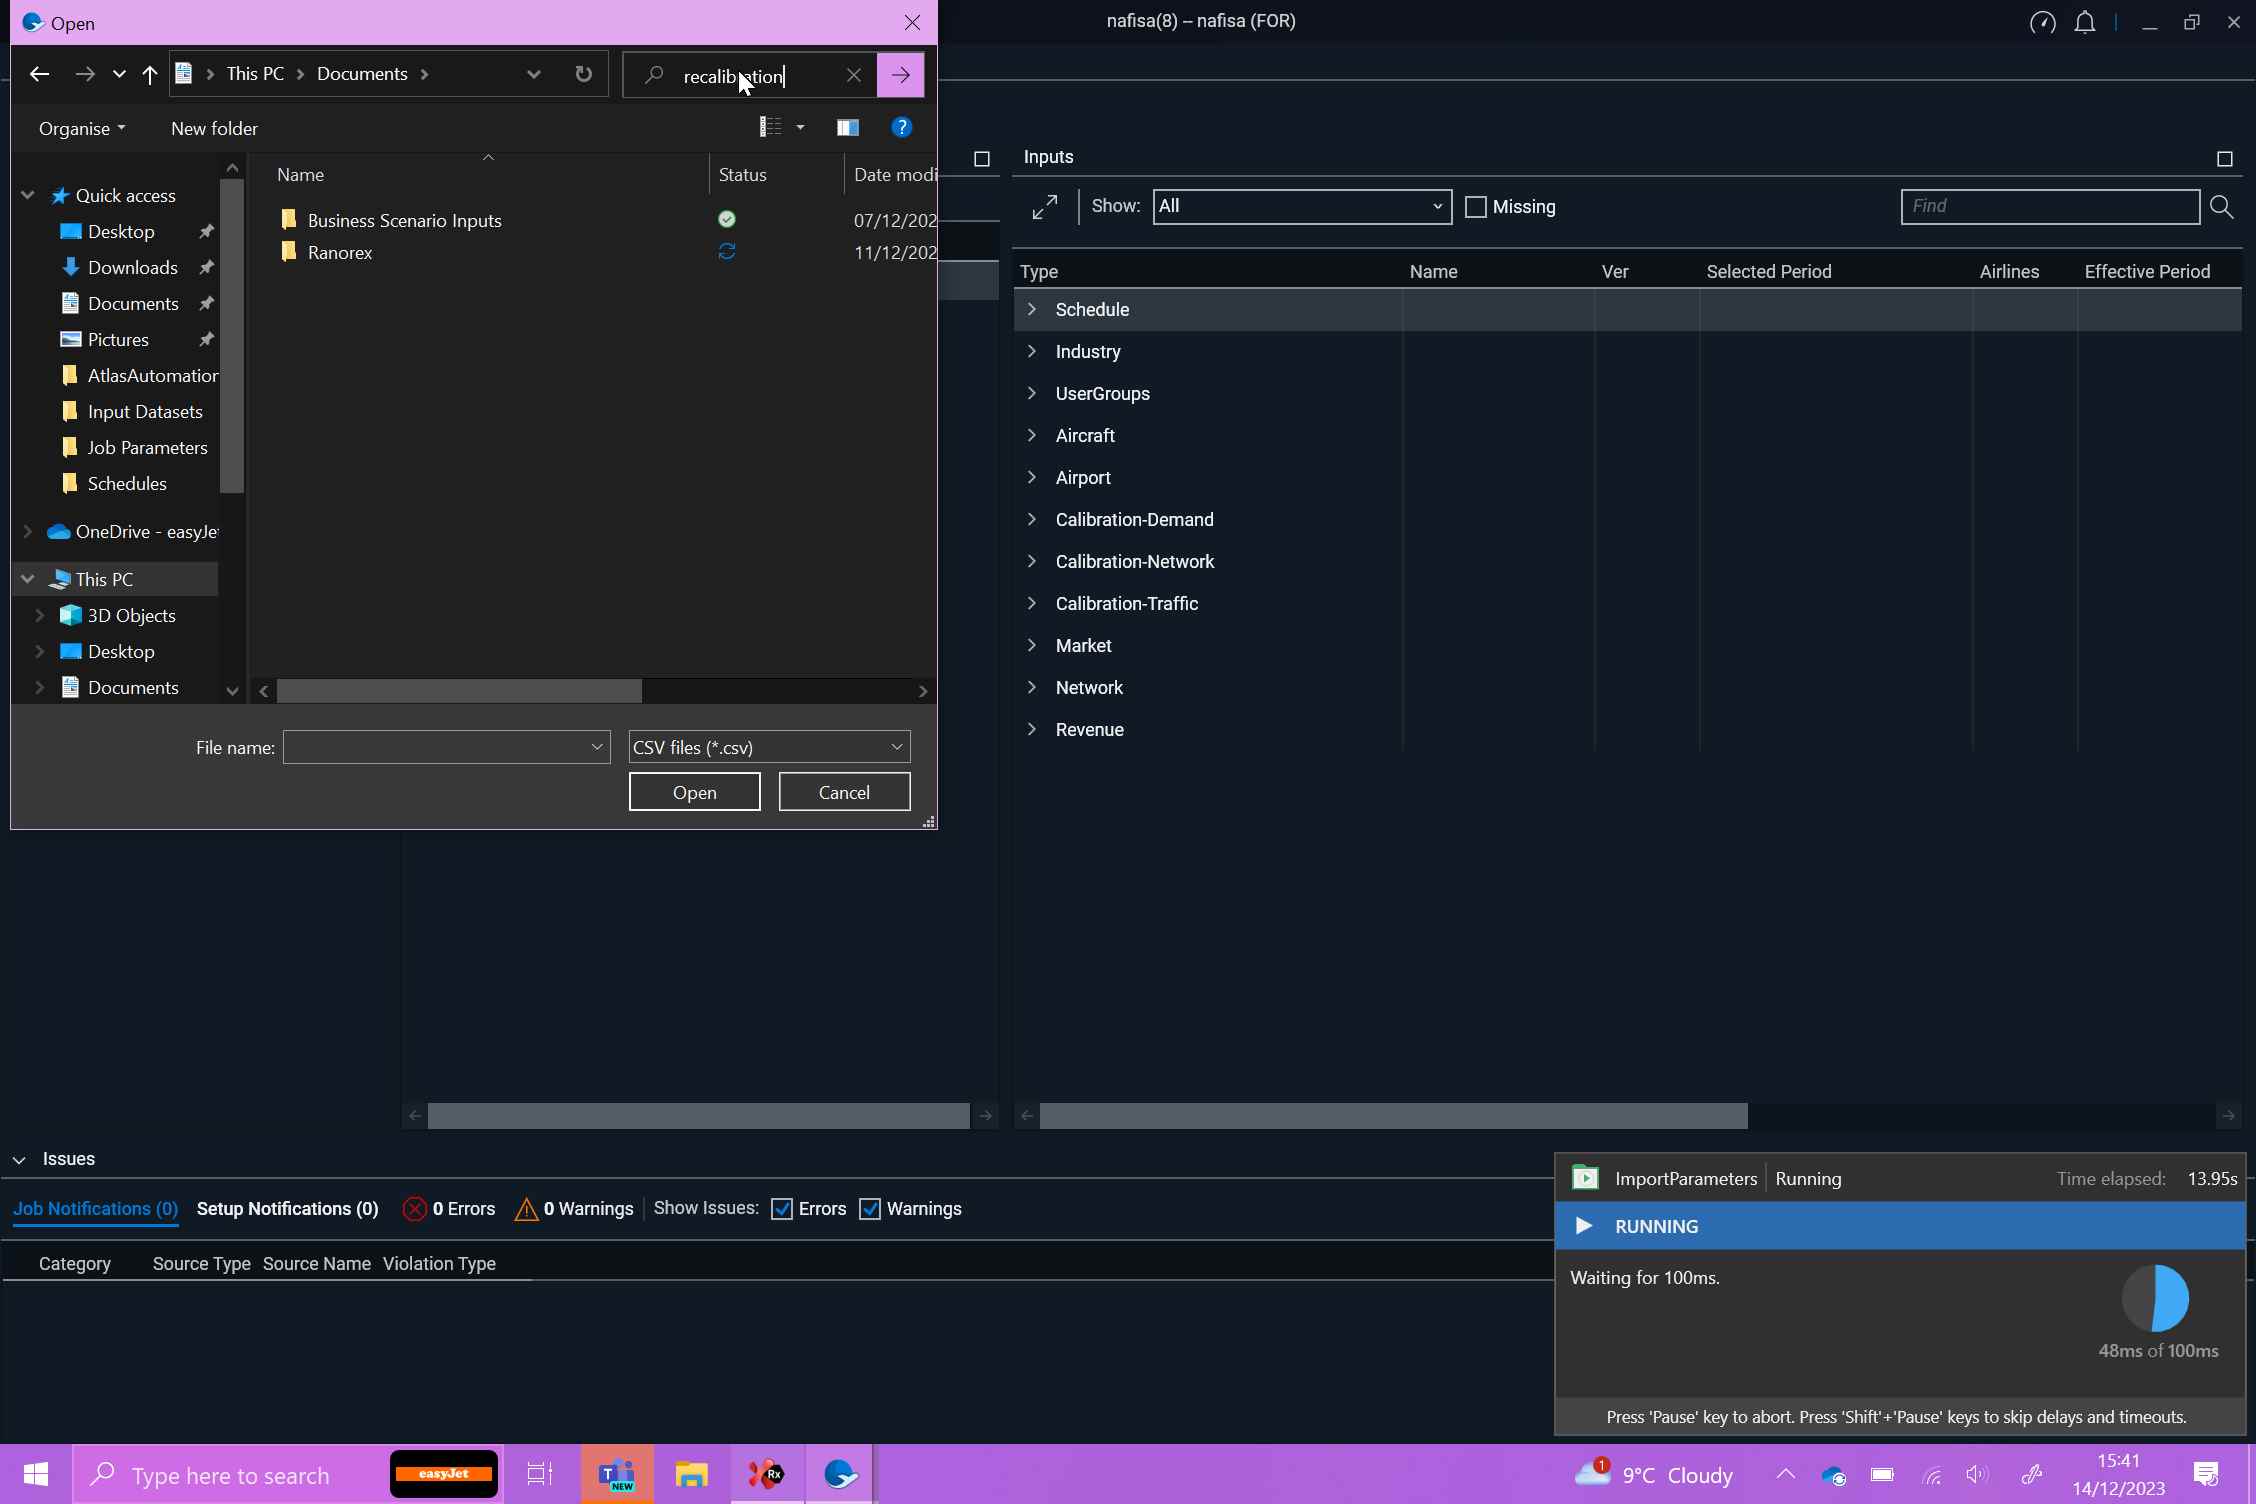 Open
nafisa(8) – nafisa (FOR)
This PC
Documents
recalibration
Organise
New folder
Name
Status
Date modi
Quick access
Desktop
Downloads
Documents
Pictures
AtlasAutomation
Input Datasets
Job Parameters
Schedules
OneDrive - easyJet
This PC
3D Objects
Desktop
Documents
Business Scenario Inputs
07/12/202
Ranorex
11/12/202
File name:
CSV files (*.csv)
Open
Cancel
Inputs
Show:
All
Missing
Find
Type
Name
Ver
Selected Period
Airlines
Effective Period
Schedule
Industry
UserGroups
Aircraft
Airport
Calibration-Demand
Calibration-Network
Calibration-Traffic
Market
Network
Revenue
Issues
Job Notifications (0)
Setup Notifications (0)
0 Errors
0 Warnings
Show Issues:
Errors
Warnings
Category
Source Type
Source Name
Violation Type
ImportParameters
Running
Time elapsed: 13.95s
RUNNING
Waiting for 100ms.
48ms of 100ms
Press 'Pause' key to abort. Press 'Shift'+'Pause' keys to skip delays and timeouts.
Type here to search
easyJet
T
NEW
Rx
1
9°C Cloudy
15:41
14/12/2023